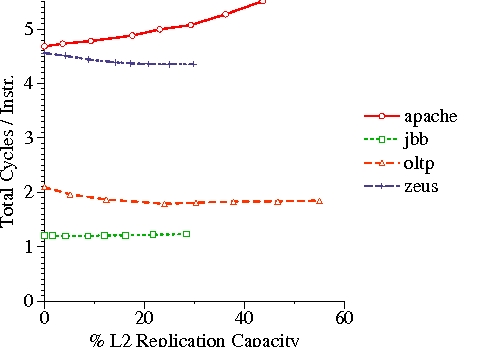 5
4
3
2
1
0
0 20 40 60
Total Cycles / Instr.
% L2 Replication Capacity
apache
jbb
oltp
zeus